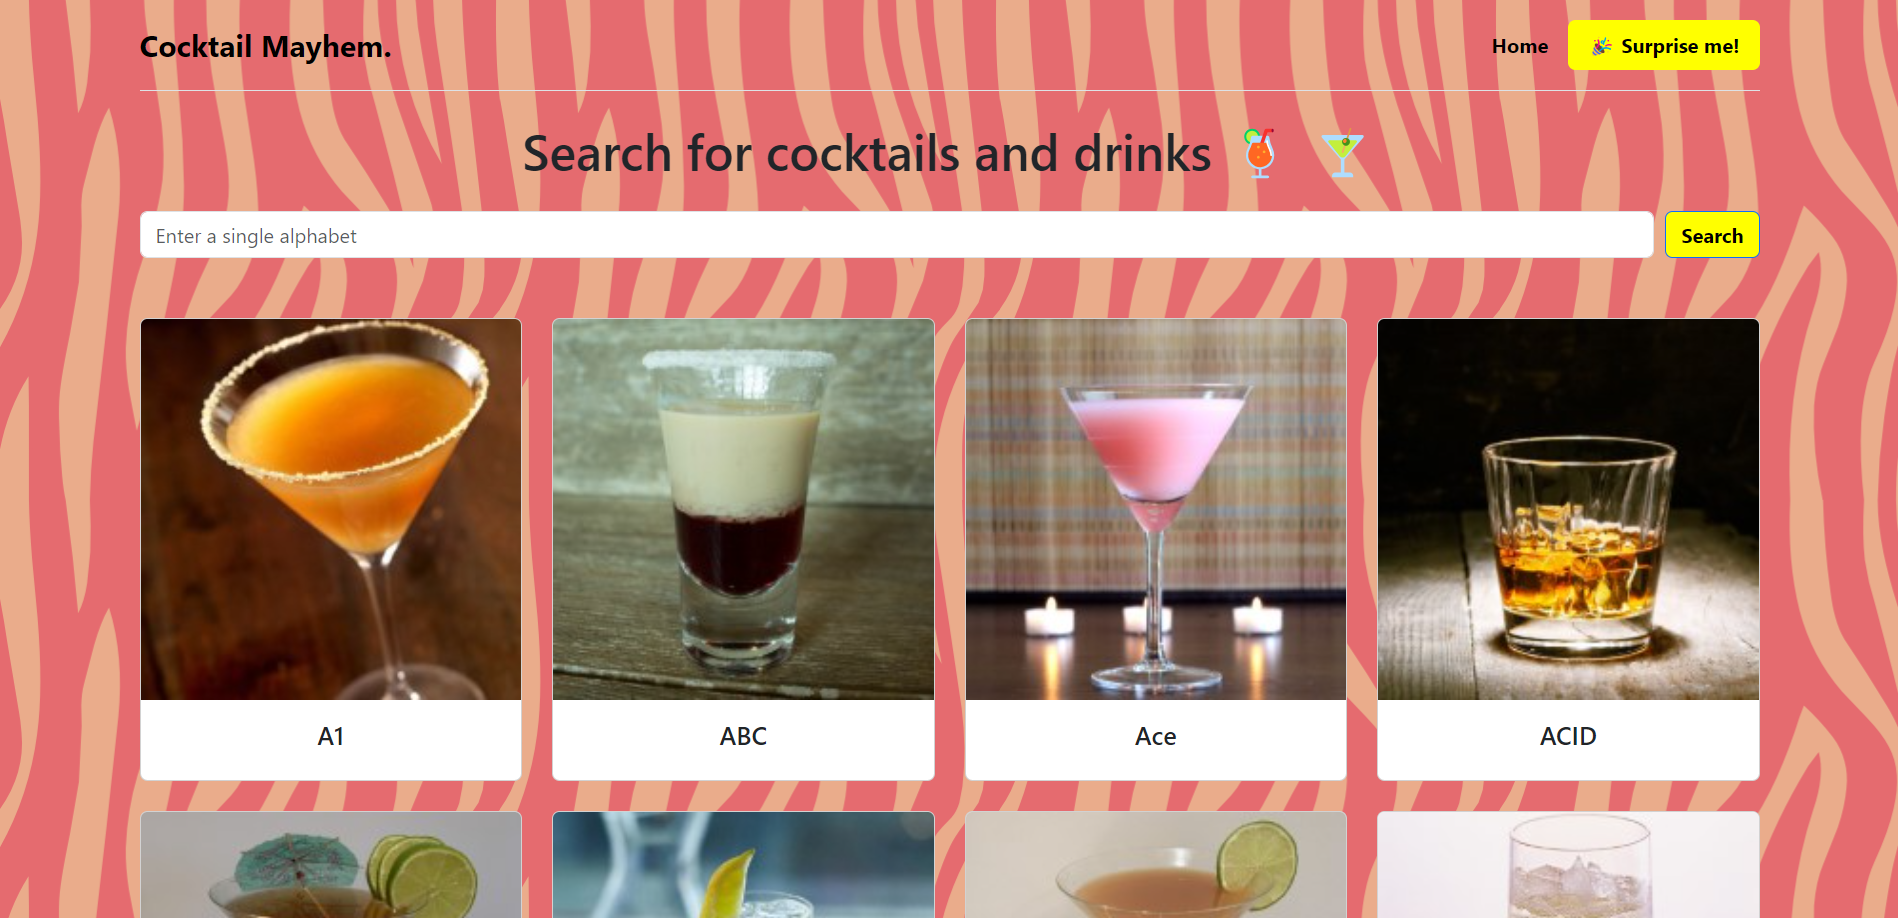 Cocktail Mayhem.
Home
🎉 Surprise me!
Search for cocktails and drinks 🍹 🍸
Enter a single alphabet
Search
A1
ABC
Ace
ACID